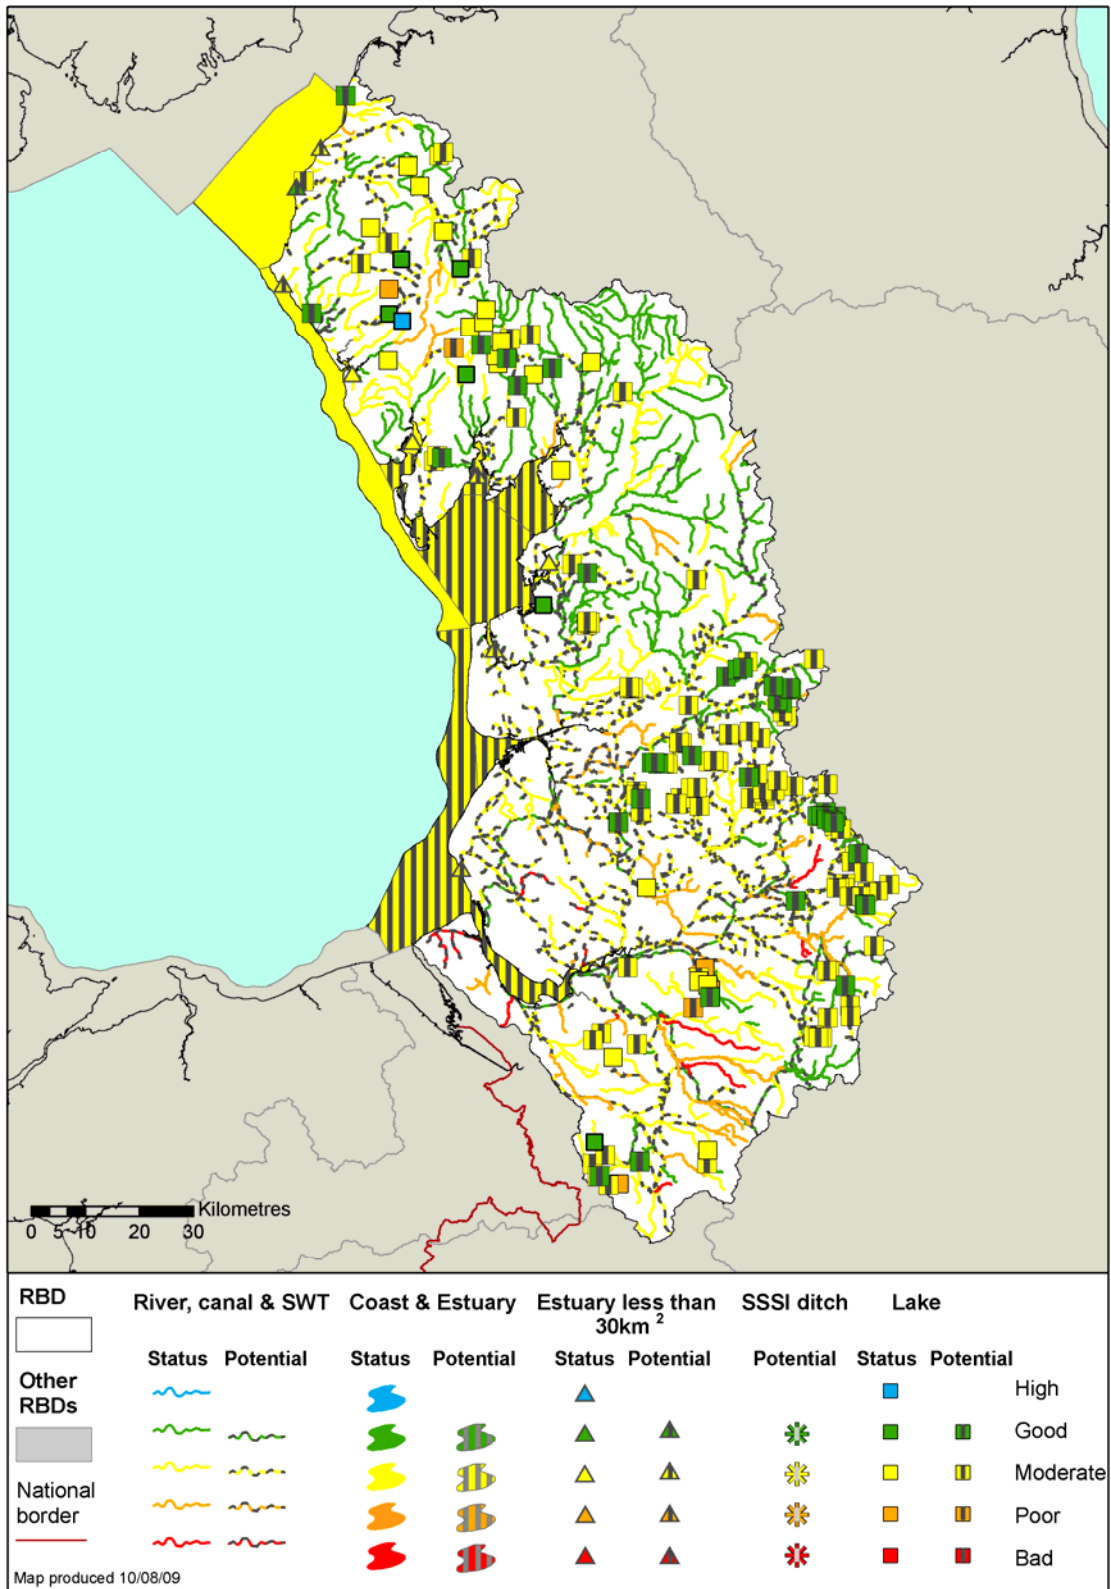 Kilometres
0 5 10 20 30
RBD
River, canal & SWT Coast & Estuary Estuary less than 30km 2 SSSI ditch Lake
Status Potential Status Potential Status Potential Potential Status Potential
Other RBDs
High
Good
Moderate
National border
Poor
Bad
Map produced 10/08/09